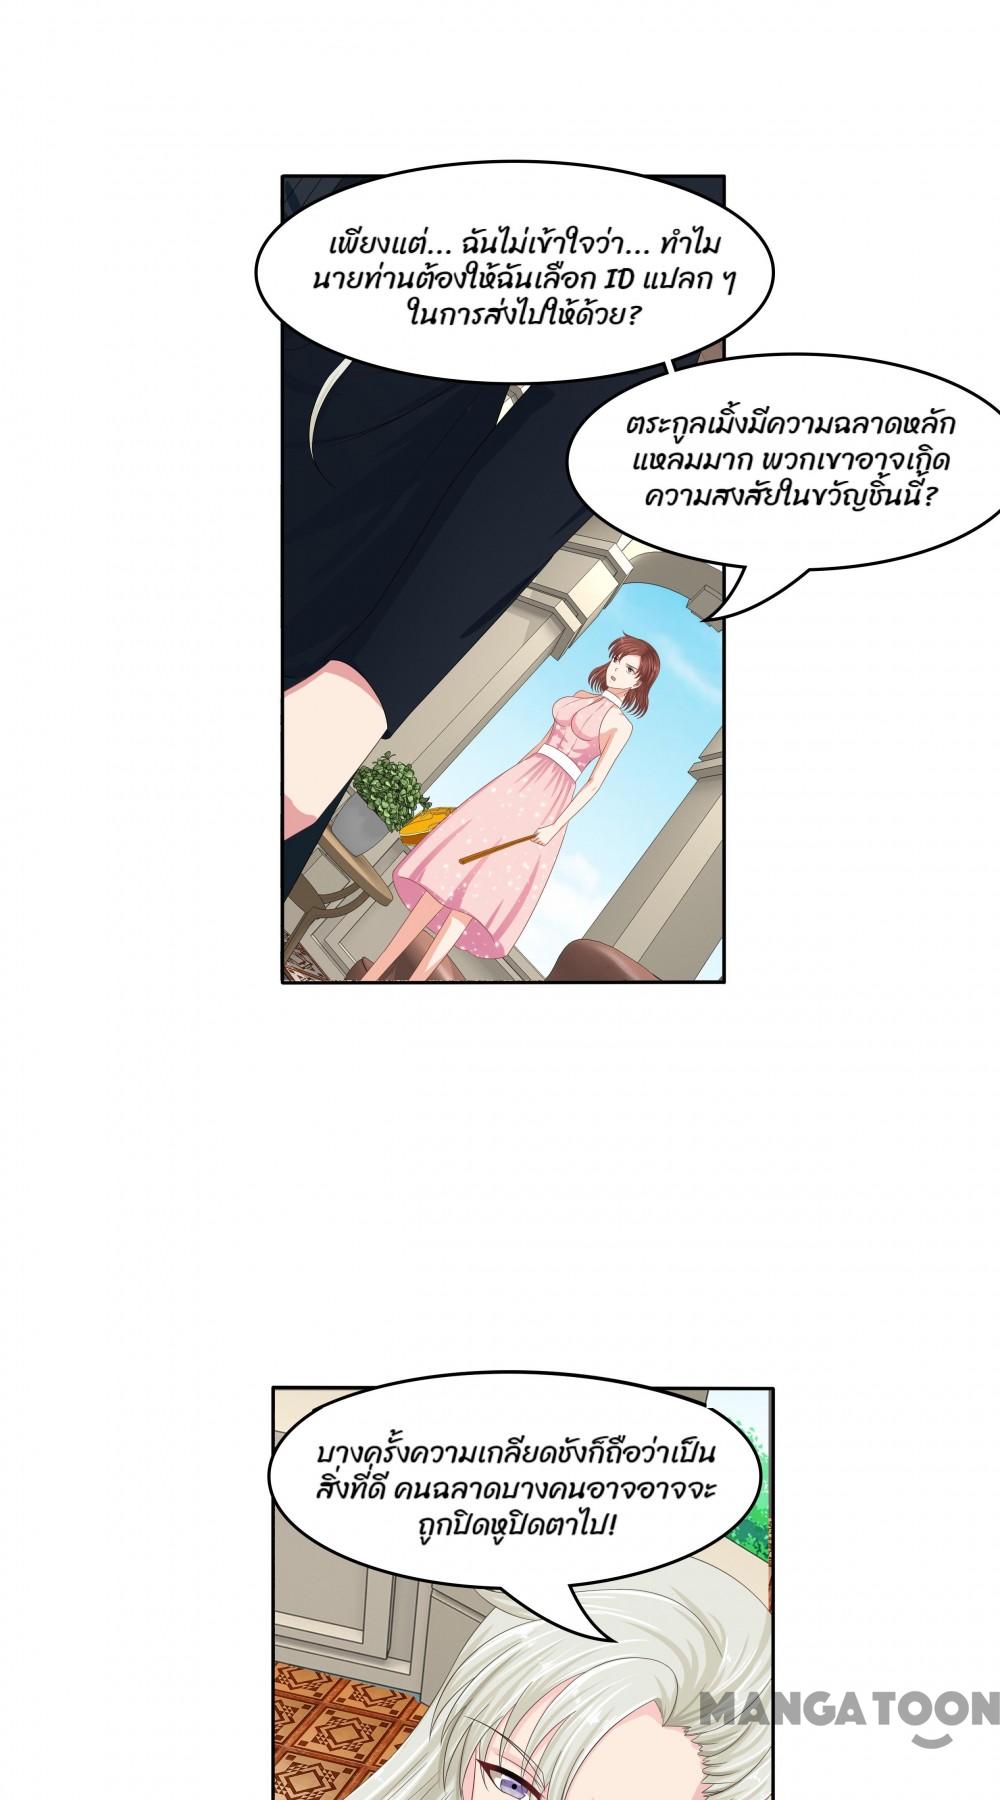 เพียงแต่... ฉันไม่เข้าใจว่า... ทำไม
นายท่านต้องให้ฉันเลือก ID แปลก ๆ
ในการส่งไปให้ด้วย?
ตระกูลเมิ้งมีความฉลาดหลัก
แหลมมาก พวกเขาอาจเกิด
ความสงสัยในขวัญชิ้นนี้?
บางครั้งความเกลียดชังก็ถือว่าเป็น
สิ่งที่ดี คนฉลาดบางคนอาจอาจจะ
ถูกปิดหูปิดตาไป!
MANGATOON